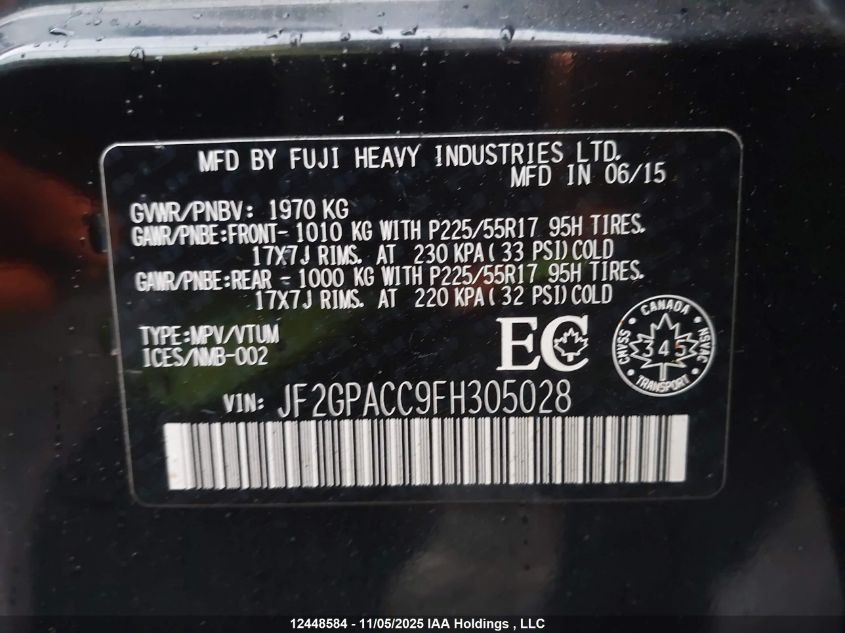 MFD BY FUJI HEAVY INDUSTRIES LTD.
MFD IN 06/15
GVWR/PNBV: 1970 KG
GAWR/PNBE:FRONT- 1010 KG WITH P225/55R17 95H TIRES.
17X7J RIMS. AT 230 KPA( 33 PSI) COLD
GAWR/PNBE:REAR - 1000 KG WITH P225/55R17 95H TIRES.
17X7J RIMS. AT 220 KPA( 32 PSI) COLD
TYPE:MPV/VTUM
ICES/NMB-002
EC
CANADA
CMVSS
345
NSVAC
TRANSPORT
VIN: JF2GPACC9FH305028
12448584 - 11/05/2025 IAA Holdings , LLC